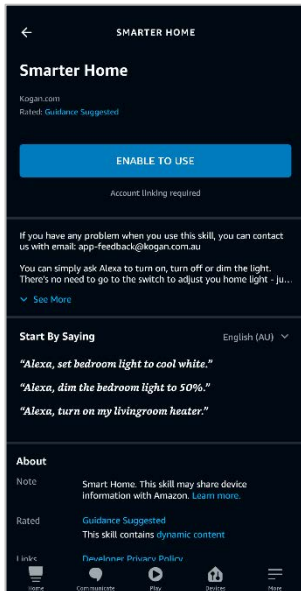 SMARTER HOME
Smarter Home
Kogan.com
Rated: Guidance Suggested
ENABLE TO USE
Account linking required
If you have any problem when you use this skill, you can contact
us with email: app-feedback@kogan.com.au
You can simply ask Alexa to turn on, turn off or dim the light.
There's no need to go to the switch to adjust you home light - ju...
See More
Start By Saying
English (AU)
"Alexa, set bedroom light to cool white."
"Alexa, dim the bedroom light to 50%."
"Alexa, turn on my livingroom heater."
About
Note
Smart Home. This skill may share device
information with Amazon. Learn more.
Rated
Guidance Suggested
This skill contains dynamic content
Links
Developer Privacy Policy
Home
Communicate
Play
Devices
More